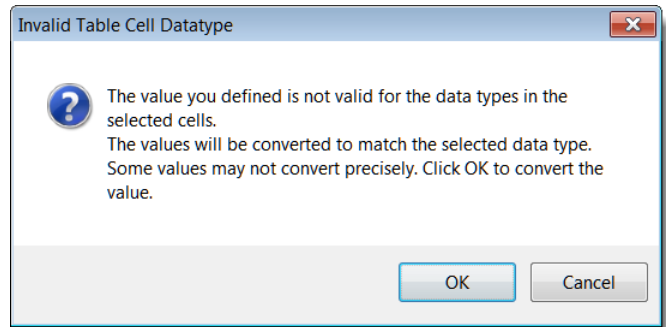 Invalid Table Cell Datatype
The value you defined is not valid for the data types in the
selected cells.
The values will be converted to match the selected data type.
Some values may not convert precisely. Click OK to convert the
value.
OK
Cancel